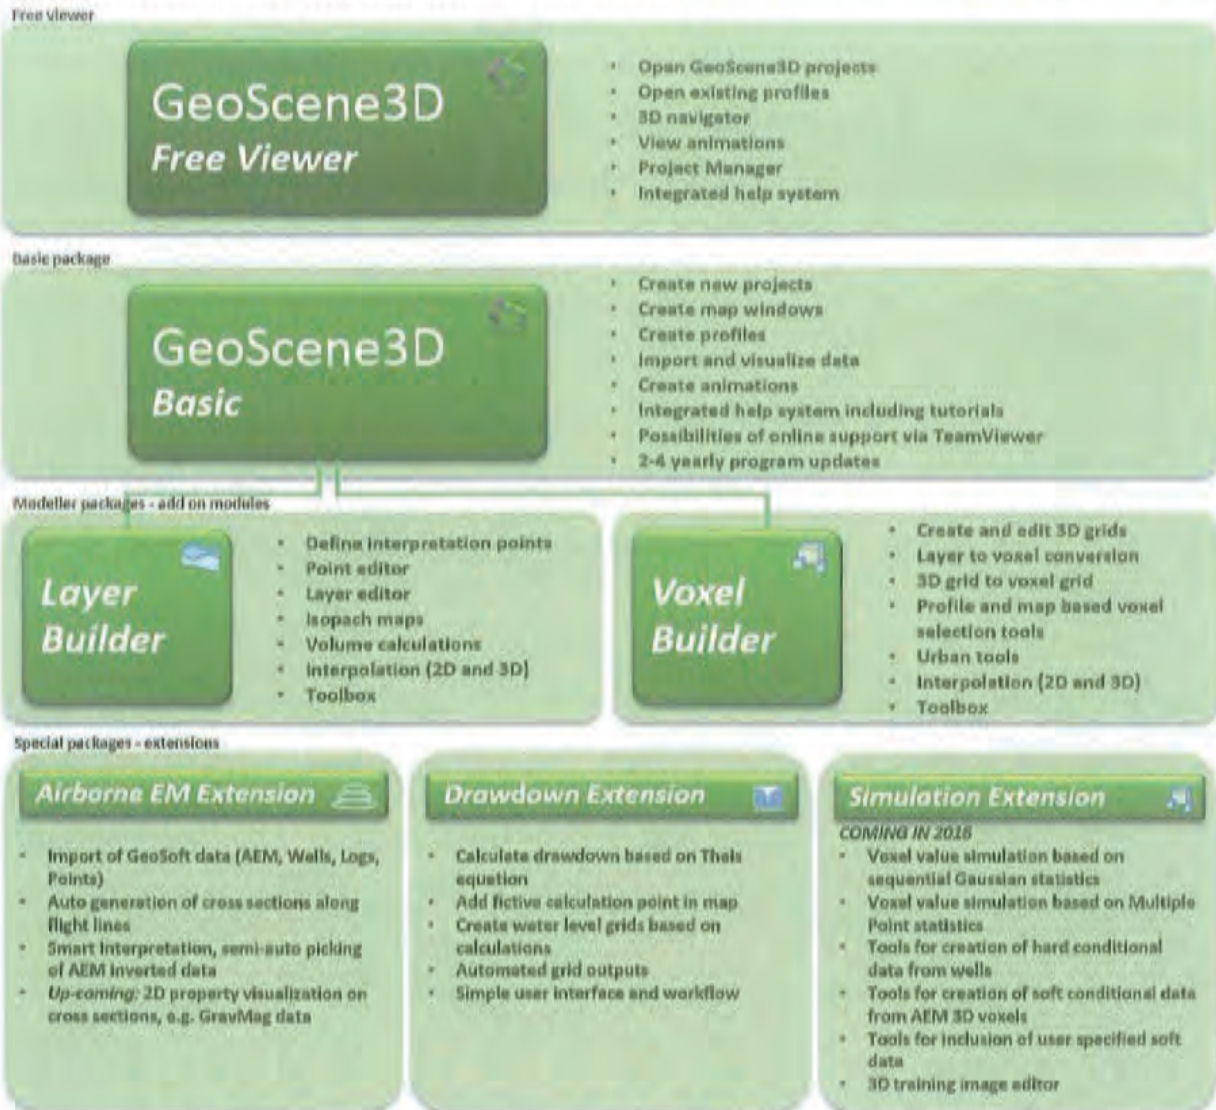 Free viewer
GeoScene3D
Free Viewer
• Open GeoScene3D projects
• Open existing profiles
• 3D navigator
• View animations
• Project Manager
• Integrated help system
Basic package
GeoScene3D
Basic
• Create new projects
• Create map windows
• Create profiles
• Import and visualize data
• Create animations
• Integrated help system including tutorials
• Possibilities of online support via TeamViewer
• 2-4 yearly program updates
Modeller packages - add on modules
Layer
Builder
• Define interpretation points
• Point editor
• Layer editor
• Isopach maps
• Volume calculations
• Interpolation (2D and 3D)
• Toolbox
Voxel
Builder
• Create and edit 3D grids
• Layer to voxel conversion
• 3D grid to voxel grid
• Profile and map based voxel
selection tools
• Urban tools
• Interpolation (2D and 3D)
• Toolbox
Special packages - extensions
Airborne EM Extension
• Import of GeoSoft data (AEM, Wells, Logs,
Points)
• Auto generation of cross sections along
flight lines
• Smart Interpretation, semi-auto picking
of AEM inverted data
• Up-coming: 2D property visualization on
cross sections, e.g. GravMag data
Drawdown Extension
• Calculate drawdown based on Theis
equation
• Add fictive calculation point in map
• Create water level grids based on
calculations
• Automated grid outputs
• Simple user interface and workflow
Simulation Extension
COMING IN 2016
• Voxel value simulation based on
sequential Gaussian statistics
• Voxel value simulation based on Multiple
Point statistics
• Tools for creation of hard conditional
data from wells
• Tools for creation of soft conditional data
from AEM 3D voxels
• Tools for inclusion of user specified soft
data
• 3D training image editor